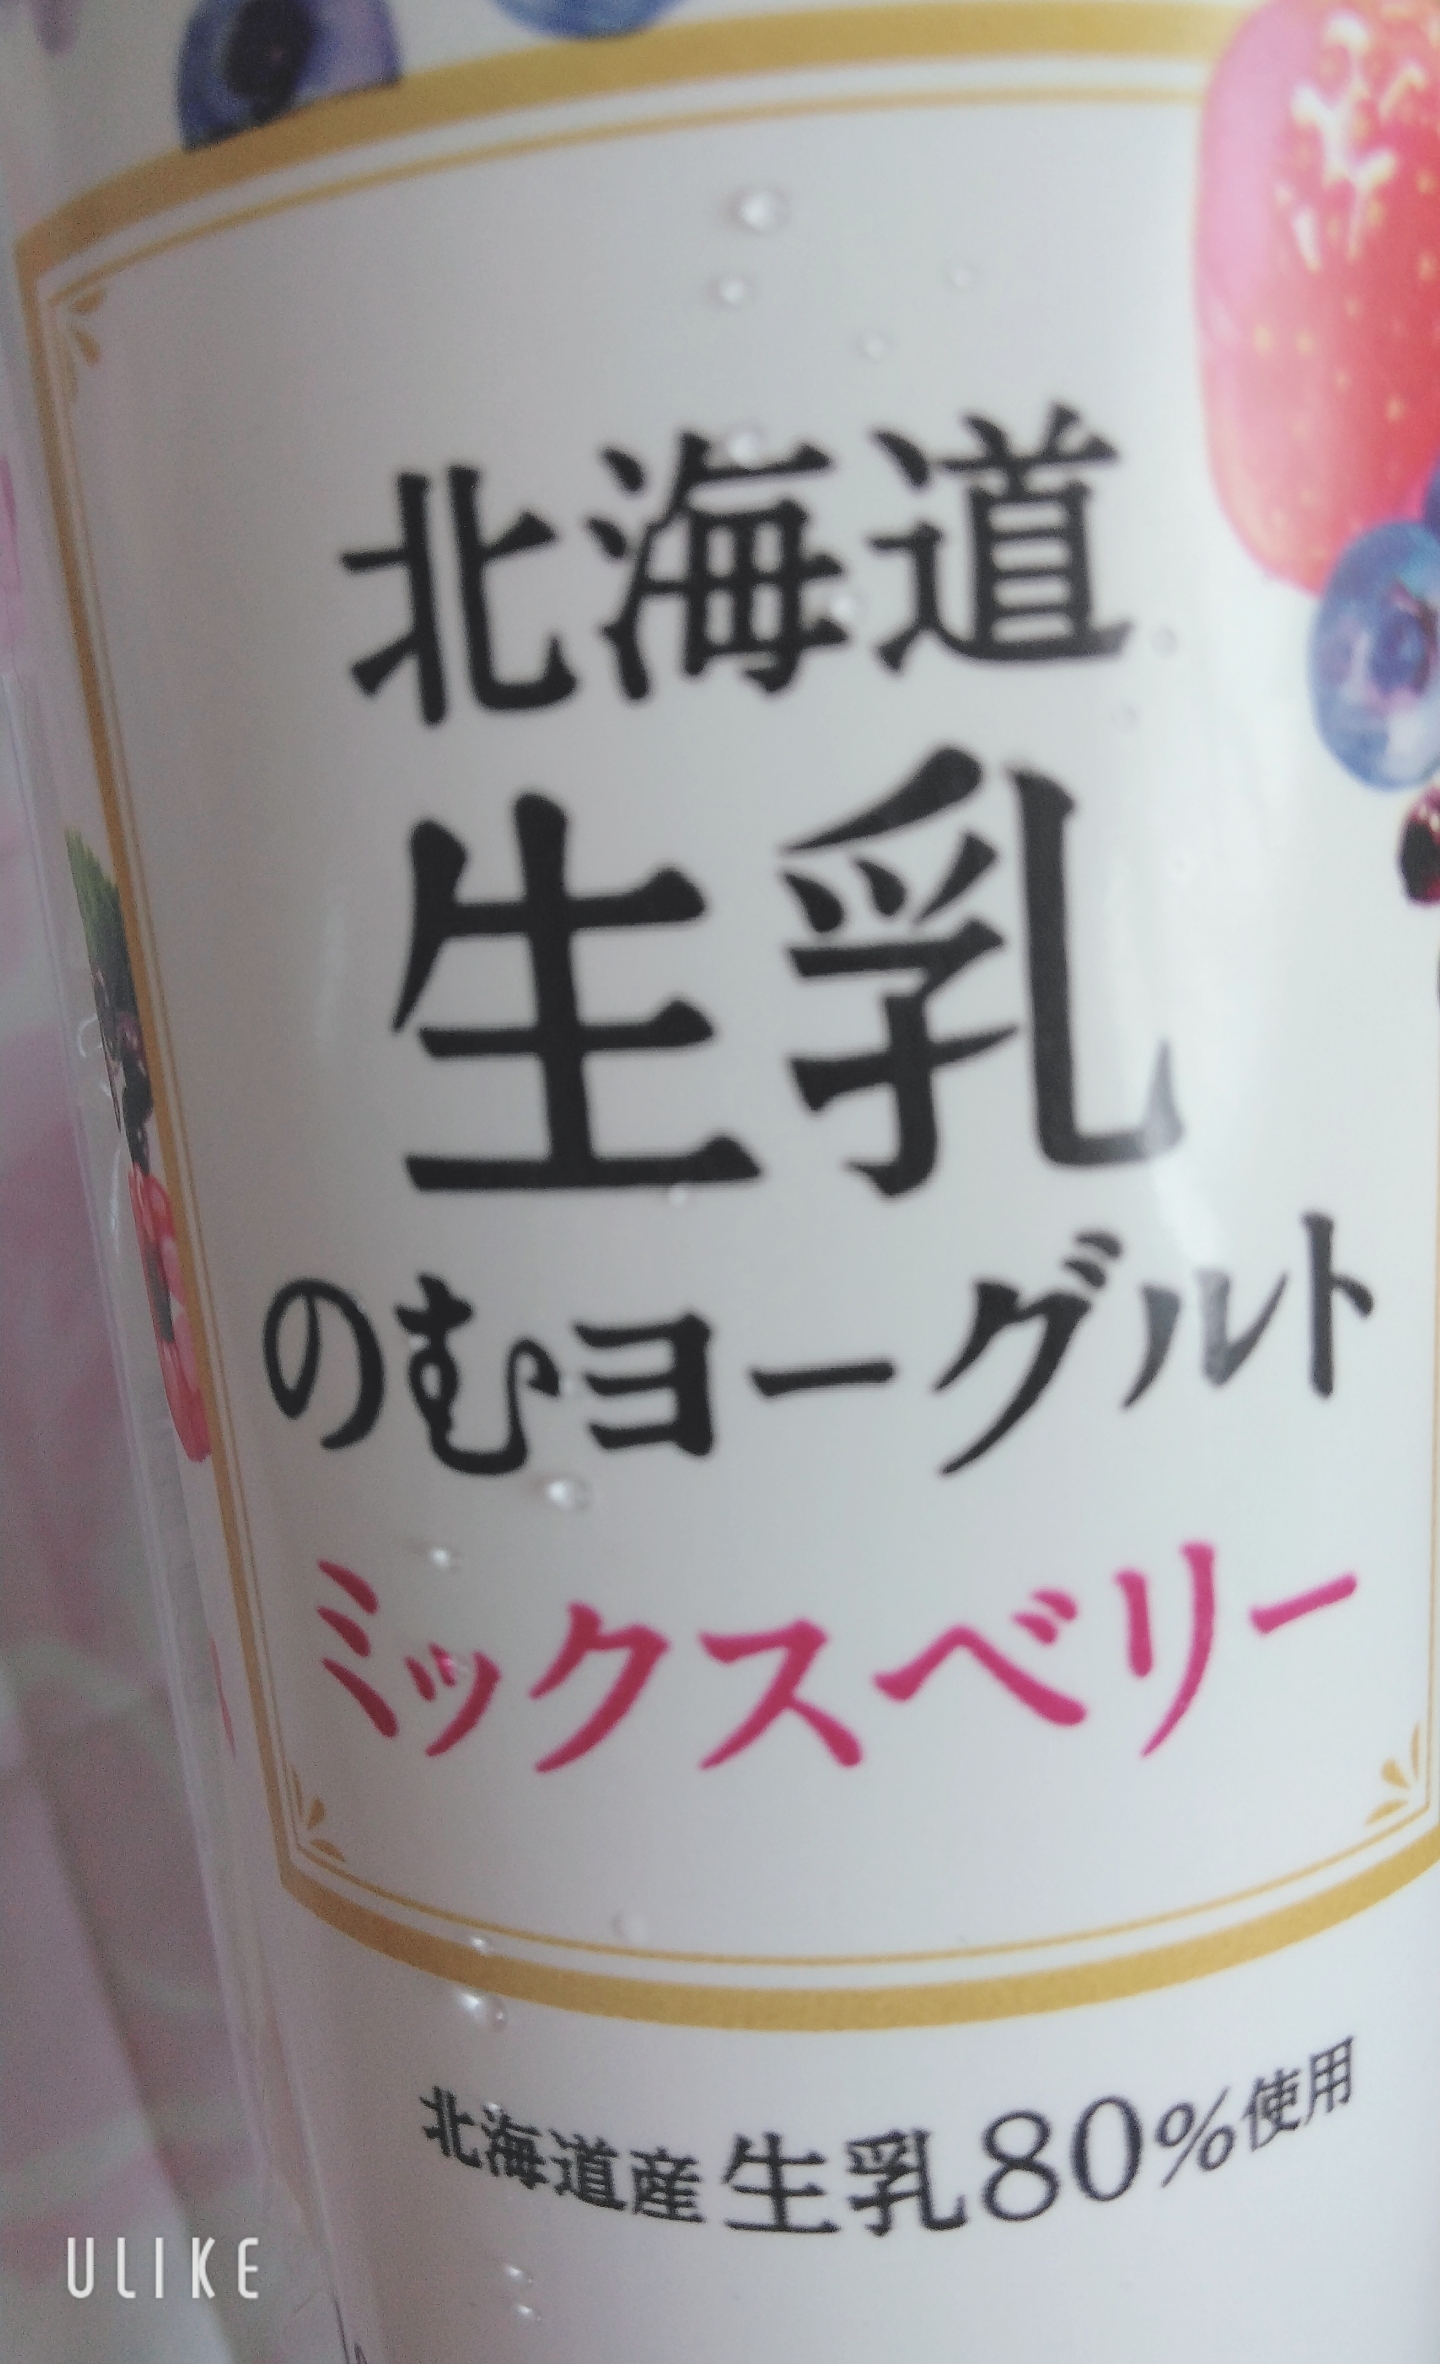 北海道
生乳
のむヨーグルト
ミックスベリー
北海道産生乳80%使用
ULIKE